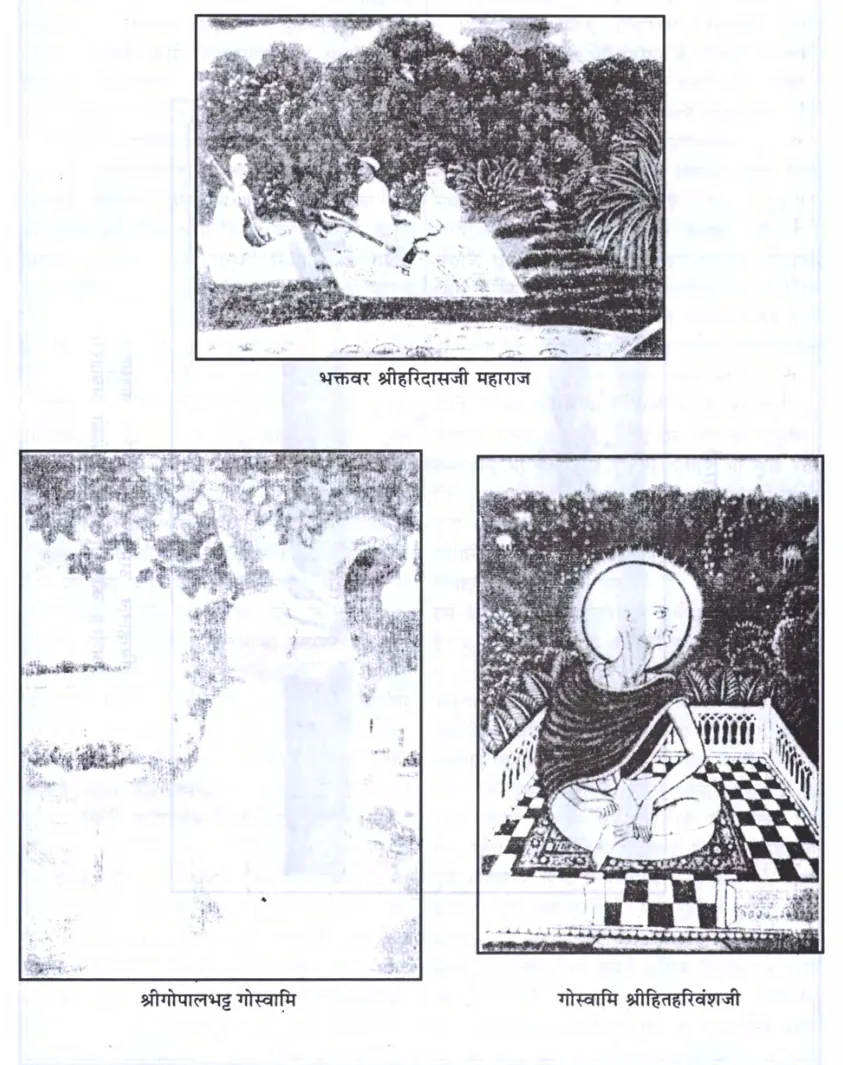 भक्तवर श्रीहरिदासजी महाराज
श्रीगोपालभट्ट गोस्वामि
गोस्वामि श्रीहितहरिवंशजी